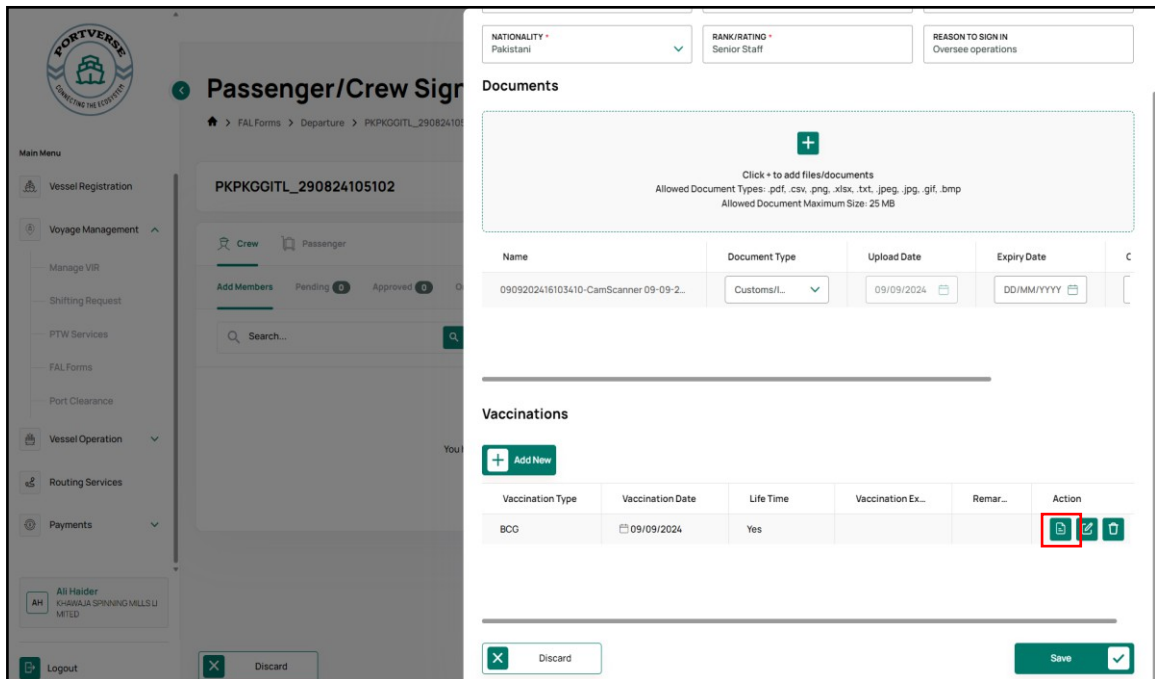 PORTVERSE
CONNECTING THE ECOSYSTEM
Main Menu
Vessel Registration
Voyage Management
Manage VIR
Shifting Request
PTW Services
FAL Forms
Port Clearance
Vessel Operation
Routing Services
Payments
AH
Ali Haider
KHAWAJA SPINNING MILLS LI
MITED
Logout
Passenger/Crew Sign
FAL Forms > Departure > PKPKGGITL_29082410
PKPKGGITL_290824105102
Crew Passenger
Add Members Pending 0 Approved 0
Search...
You
Discard
NATIONALITY * RANK/RATING * REASON TO SIGN IN
Pakistani Senior Staff Oversee operations
Documents
Click + to add files/documents
Allowed Document Types: .pdf, .csv, .png, .xlsx, .txt, .jpeg, .jpg, .gif, .bmp
Allowed Document Maximum Size: 25 MB
Name Document Type Upload Date Expiry Date C
0909202416103410-CamScanner 09-09-2... Customs/I... 09/09/2024 DD/MM/YYYY
Vaccinations
Add New
Vaccination Type Vaccination Date Life Time Vaccination Ex... Remar... Action
BCG 09/09/2024 Yes
Discard Save